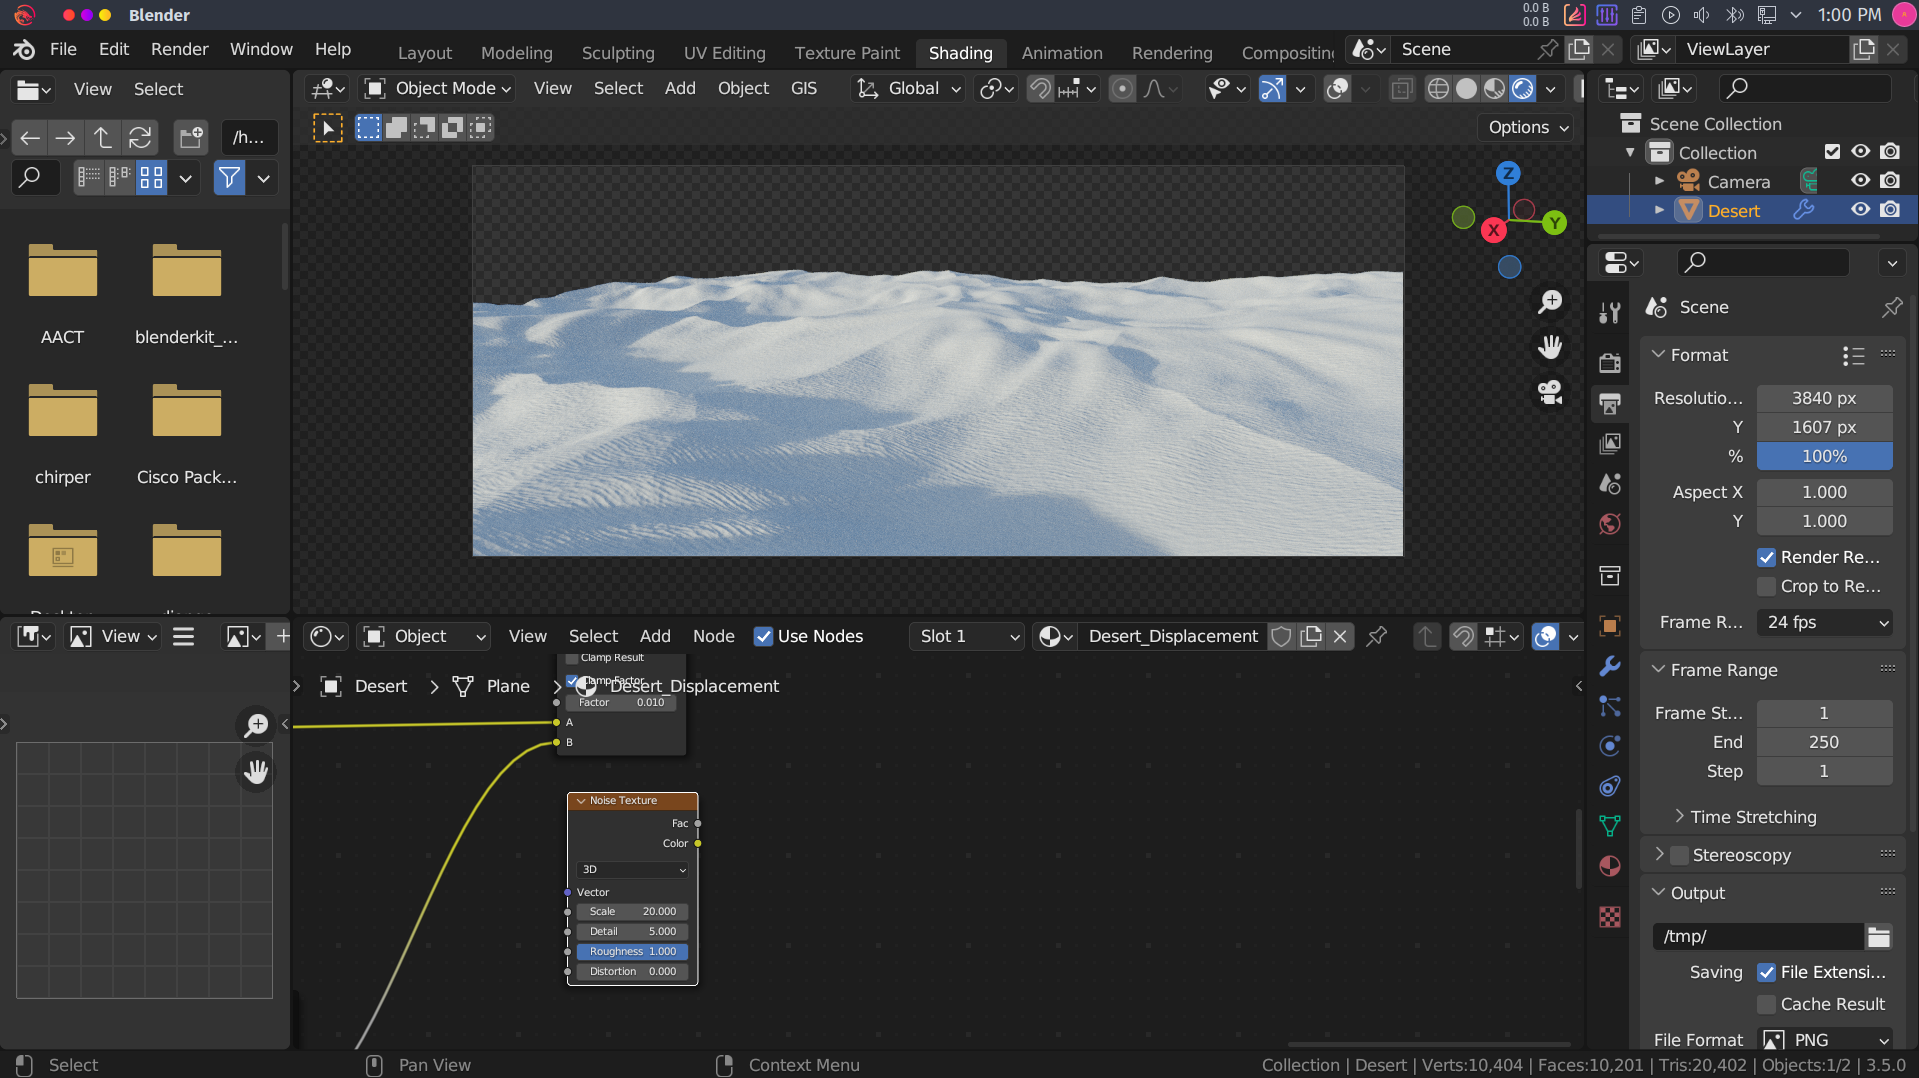 Blender
0.0 B
0.0 B
1:00 PM
File Edit Render Window Help
Layout Modeling Sculpting UV Editing Texture Paint Shading Animation Rendering Compositing
Scene
ViewLayer
View Select
Object Mode View Select Add Object GIS
Global
/h...
Options
Scene Collection
Collection
Camera
Desert
Z
Y
X
AACT
blenderkit_...
chirper
Cisco Pack...
Scene
Format
Resolutio... 3840 px
Y 1607 px
% 100%
Aspect X 1.000
Y 1.000
Render Re...
Crop to Re...
Frame R... 24 fps
Frame Range
Frame St... 1
End 250
Step 1
Time Stretching
Stereoscopy
Output
/tmp/
Saving File Extensi...
Cache Result
File Format PNG
View
Object View Select Add Node Use Nodes
Slot 1
Desert_Displacement
Clamp Result
Clamp Factor
Desert Plane Desert_Displacement
Factor 0.010
A
B
Noise Texture
Fac
Color
3D
Vector
Scale 20.000
Detail 5.000
Roughness 1.000
Distortion 0.000
Select
Pan View
Context Menu
Collection | Desert | Verts:10,404 | Faces:10,201 | Tris:20,402 | Objects:1/2 | 3.5.0